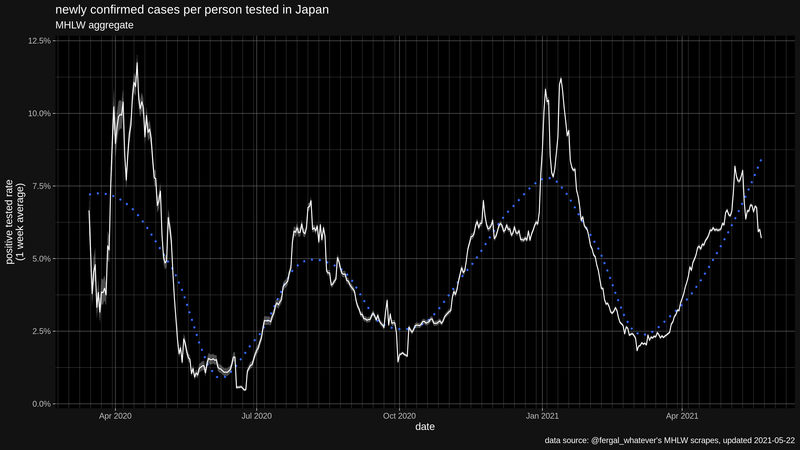 newly confirmed cases per person tested in Japan
MHLW aggregate
12.5%
10.0%
7.5%
5.0%
2.5%
0.0%
positive tested rate
(1 week average)
Apr 2020
Jul 2020
Oct 2020
Jan 2021
Apr 2021
date
data source: @fergal_whatever's MHLW scrapes, updated 2021-05-22